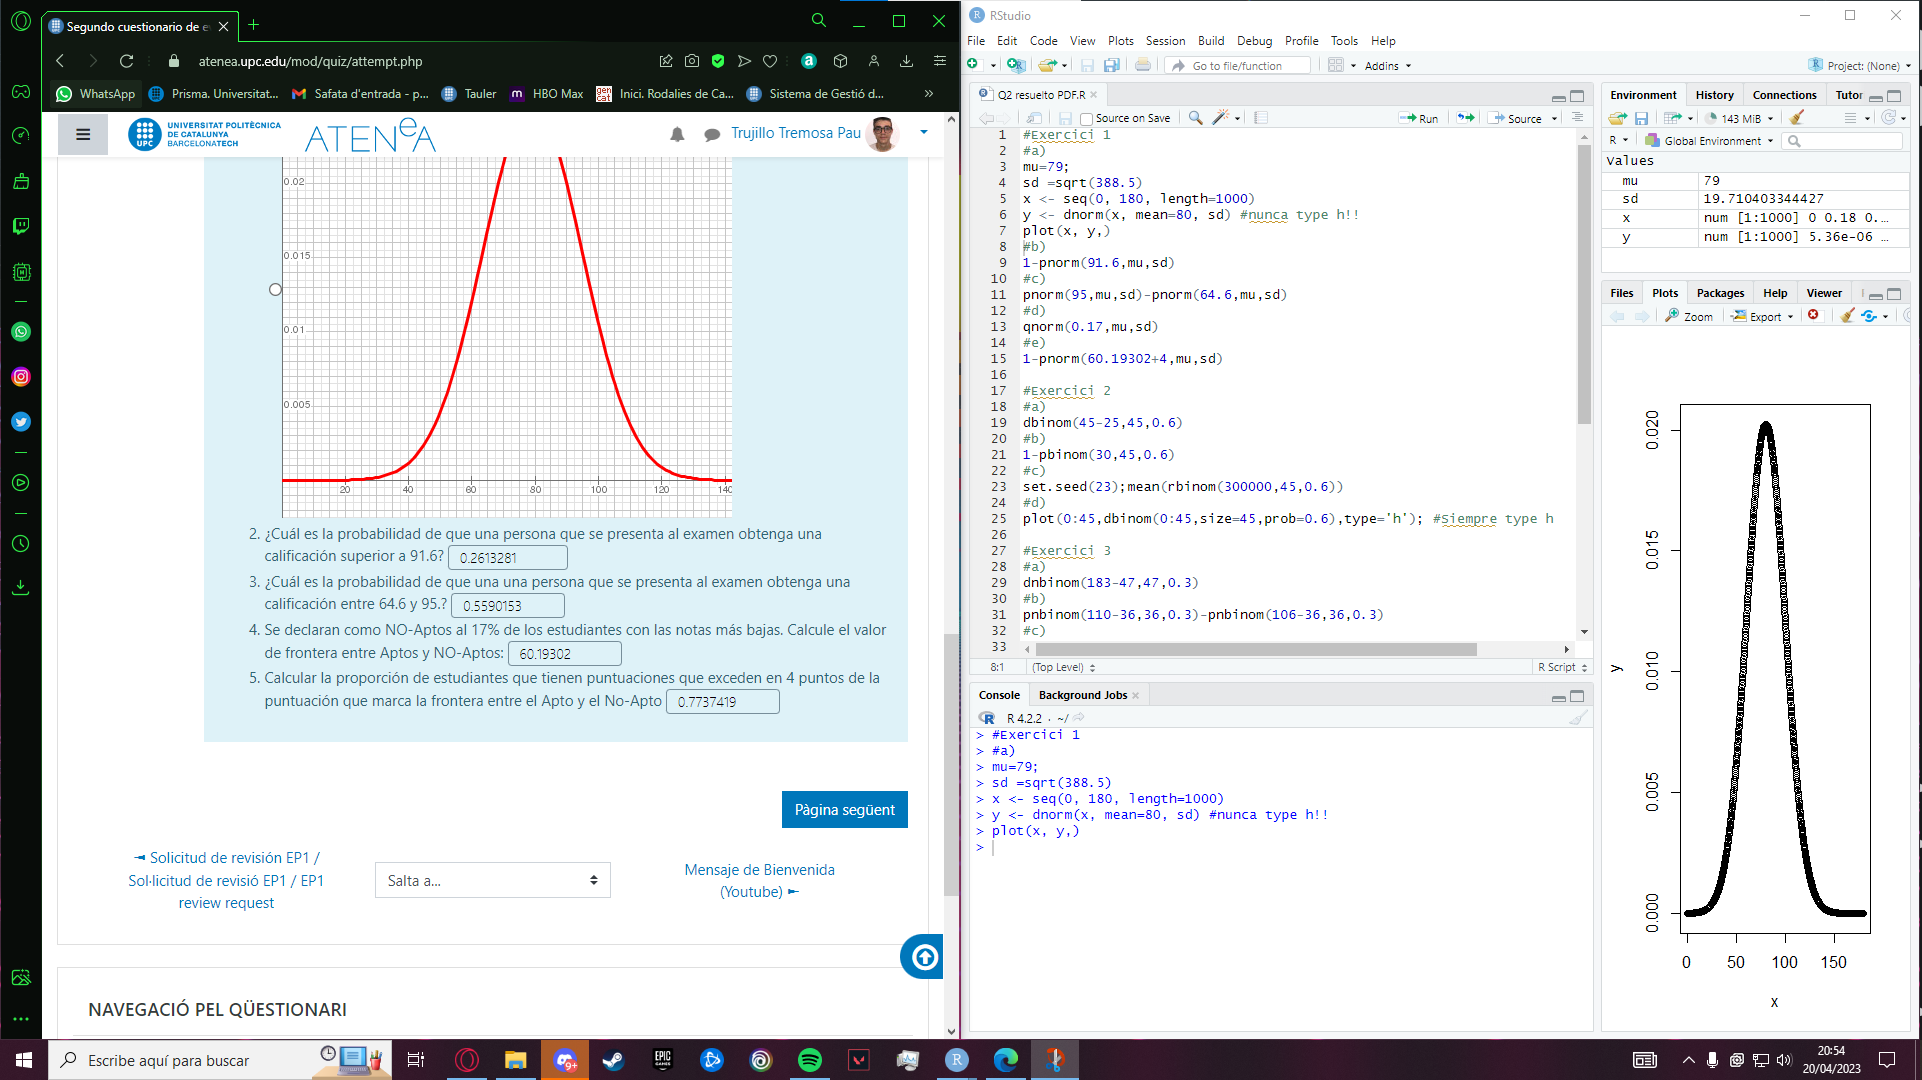 Segundo cuestionario de e
atenea.upc.edu/mod/quiz/attempt.php
WhatsApp
Prisma. Universitat...
Safata d'entrada - p...
Tauler
HBO Max
Inici. Rodalies de Ca...
Sistema de Gestió d...
»
UNIVERSITAT POLITÈCNICA
DE CATALUNYA
BARCELONATECH
UPC
ATENeA
Trujillo Tremosa Pau
0.02
0.015
0.01
0.005
20 40 60 80 100 120 140
2. ¿Cuál es la probabilidad de que una persona que se presenta al examen obtenga una
calificación superior a 91.6? 0.2613281
3. ¿Cuál es la probabilidad de que una una persona que se presenta al examen obtenga una
calificación entre 64.6 y 95.? 0.5590153
4. Se declaran como NO-Aptos al 17% de los estudiantes con las notas más bajas. Calcule el valor
de frontera entre Aptos y NO-Aptos: 60.19302
5. Calcular la proporción de estudiantes que tienen puntuaciones que exceden en 4 puntos de la
puntuación que marca la frontera entre el Apto y el No-Apto 0.7737419
Pàgina següent
◄ Solicitud de revisión EP1 /
Sol·licitud de revisió EP1 / EP1
review request
Salta a...
Mensaje de Bienvenida
(Youtube) ►
NAVEGACIÓ PEL QÜESTIONARI
RStudio
File Edit Code View Plots Session Build Debug Profile Tools Help
Go to file/function
Addins
Project: (None)
Q2 resuelto PDF.R
Source on Save
Run
Source
1 #Exercici 1
2 #a)
3 mu=79;
4 sd =sqrt(388.5)
5 x <- seq(0, 180, length=1000)
6 y <- dnorm(x, mean=80, sd) #nunca type h!!
7 plot(x, y,)
8 #b)
9 1-pnorm(91.6,mu,sd)
10 #c)
11 pnorm(95,mu,sd)-pnorm(64.6,mu,sd)
12 #d)
13 qnorm(0.17,mu,sd)
14 #e)
15 1-pnorm(60.19302+4,mu,sd)
16
17 #Exercici 2
18 #a)
19 dbinom(45-25,45,0.6)
20 #b)
21 1-pbinom(30,45,0.6)
22 #c)
23 set.seed(23);mean(rbinom(300000,45,0.6))
24 #d)
25 plot(0:45,dbinom(0:45,size=45,prob=0.6),type='h'); #Siempre type h
26
27 #Exercici 3
28 #a)
29 dnbinom(183-47,47,0.3)
30 #b)
31 pnbinom(110-36,36,0.3)-pnbinom(106-36,36,0.3)
32 #c)
33
8:1 (Top Level) R Script
Console Background Jobs
R 4.2.2 · ~/
> #Exercici 1
> #a)
> mu=79;
> sd =sqrt(388.5)
> x <- seq(0, 180, length=1000)
> y <- dnorm(x, mean=80, sd) #nunca type h!!
> plot(x, y,)
>
Environment History Connections Tutor
143 MiB
R Global Environment
Values
mu 79
sd 19.710403344427
x num [1:1000] 0 0.18 0...
y num [1:1000] 5.36e-06 …
Files Plots Packages Help Viewer
Zoom Export
0.020
0.015
0.010
0.005
0.000
y
0 50 100 150
x
Escribe aquí para buscar
9+
EPIC
GAMES
20:54
20/04/2023